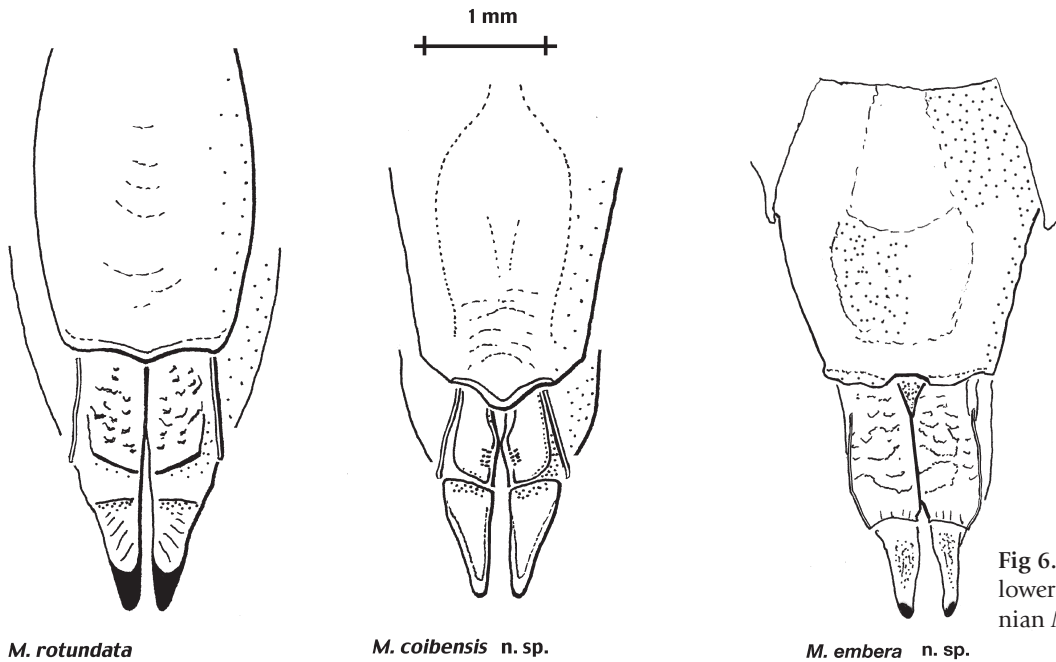 1 mm
Fig 6.
lower
nian M
M. rotundata
M. coibensis n. sp.
M. embera n. sp.